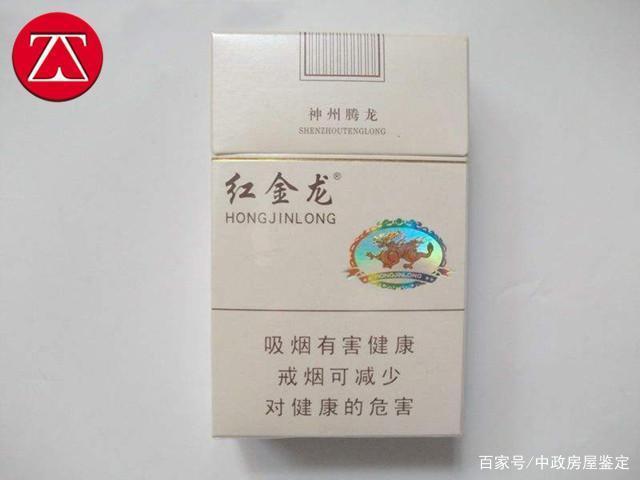 神州腾龙
SHENZHOUTENGLONG
红金龙®
HONGJINLONG
HONGJINLONG
吸烟有害健康
戒烟可减少
对健康的危害
百家号/中政房屋鉴定